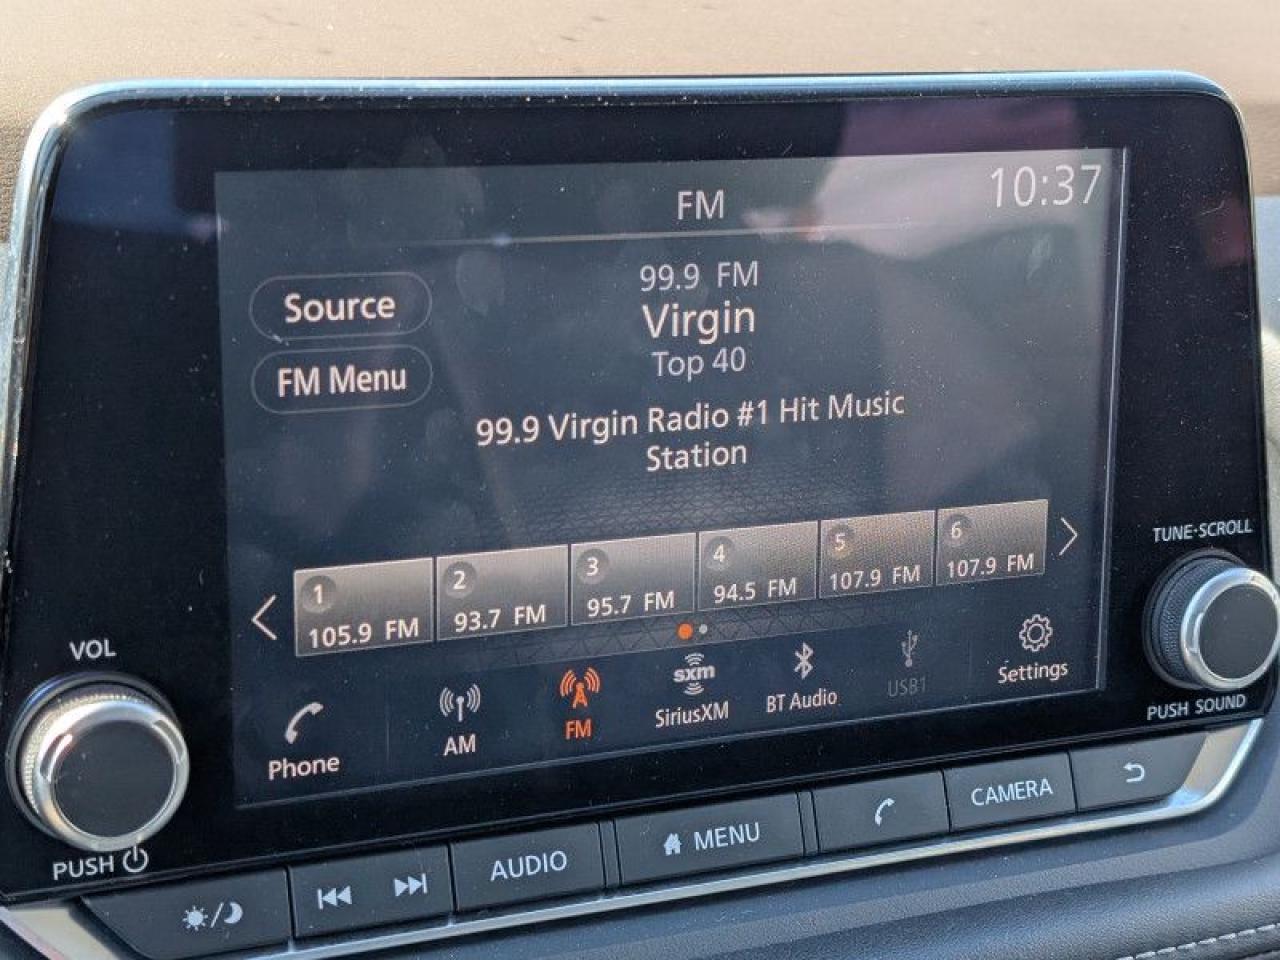 FM
10:37
Source
FM Menu
99.9 FM
Virgin
Top 40
99.9 Virgin Radio #1 Hit Music
Station
1
105.9 FM
2
93.7 FM
3
95.7 FM
4
94.5 FM
5
107.9 FM
6
107.9 FM
Phone
AM
FM
sxm
SiriusXM
BT Audio
USB1
Settings
VOL
PUSH
TUNE·SCROLL
PUSH SOUND
AUDIO
MENU
CAMERA